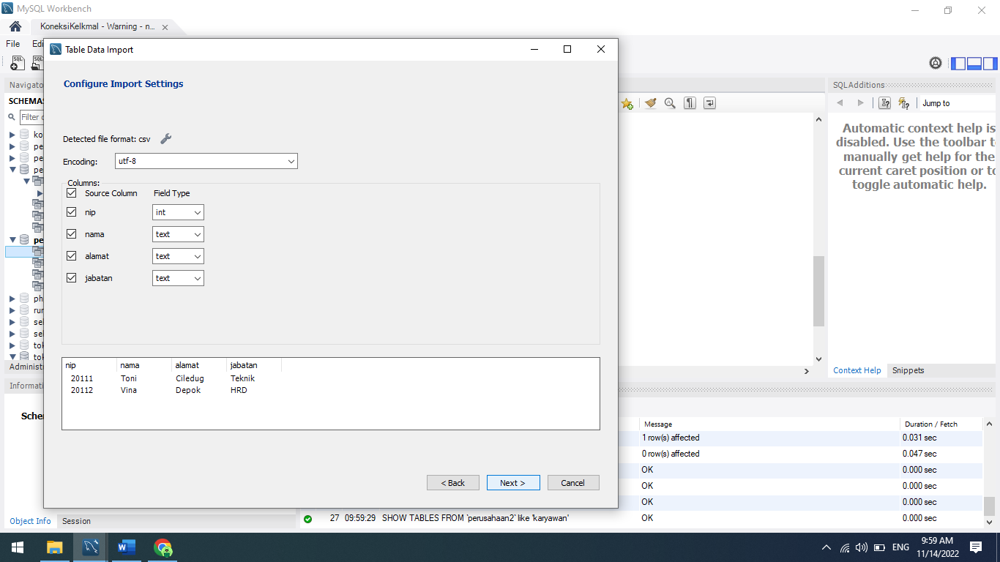 MySQL Workbench
KoneksiKelkmal - Warning - n...
File Edi
SQL SQL
Table Data Import
Configure Import Settings
Detected file format: csv
Encoding: utf-8
Columns:
Source Column Field Type
nip int
nama text
alamat text
jabatan text
nip nama alamat jabatan
20111 Toni Ciledug Teknik
20112 Vina Depok HRD
< Back Next > Cancel
Navigato
SCHEMAS
Filter o
ko
pe
pe
pe
pe
ph
rur
sel
sel
tok
tok
Administ
Informati
Schem
Object Info Session
SQLAdditions
Jump to
Automatic context help is
disabled. Use the toolbar t
manually get help for the
current caret position or to
toggle automatic help.
Context Help Snippets
Message Duration / Fetch
1 row(s) affected 0.031 sec
0 row(s) affected 0.047 sec
OK 0.000 sec
OK 0.000 sec
OK 0.000 sec
27 09:59:29 SHOW TABLES FROM `perusahaan2` like 'karyawan' OK 0.000 sec
ENG
9:59 AM
11/14/2022